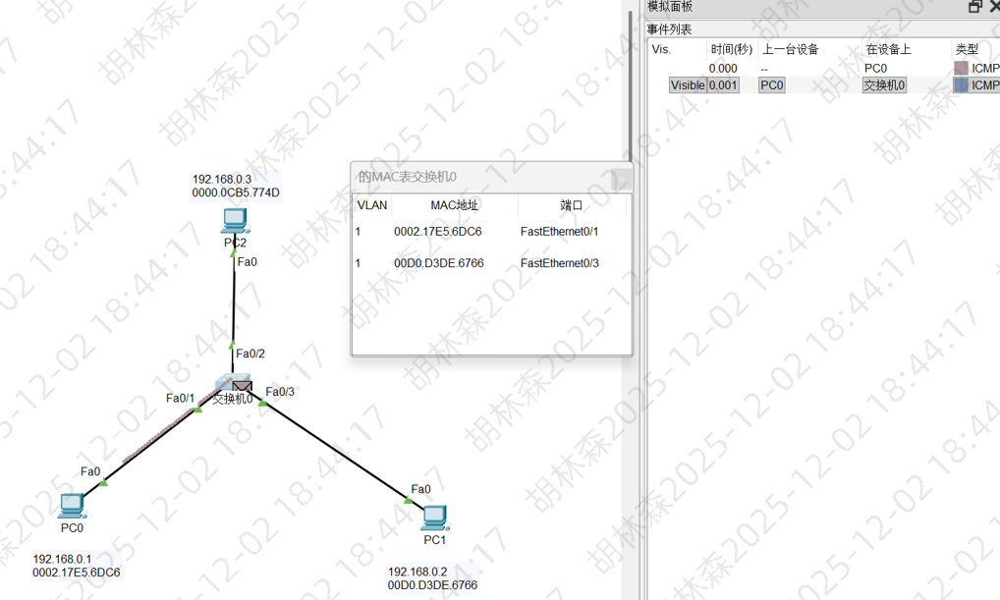 模拟面板
事件列表
Vis. 时间(秒) 上一台设备 在设备上 类型
0.000 -- PC0 ICMP
Visible 0.001 PC0 交换机0 ICMP
192.168.0.3
0000.0CB5.774D
PC2
Fa0
的MAC表交换机0
VLAN MAC地址 端口
1 0002.17E5.6DC6 FastEthernet0/1
1 00D0.D3DE.6766 FastEthernet0/3
Fa0/2
Fa0/1 交换机0 Fa0/3
Fa0
PC0
192.168.0.1
0002.17E5.6DC6
Fa0
PC1
192.168.0.2
00D0.D3DE.6766
胡林森2025-12-02 18:44:17